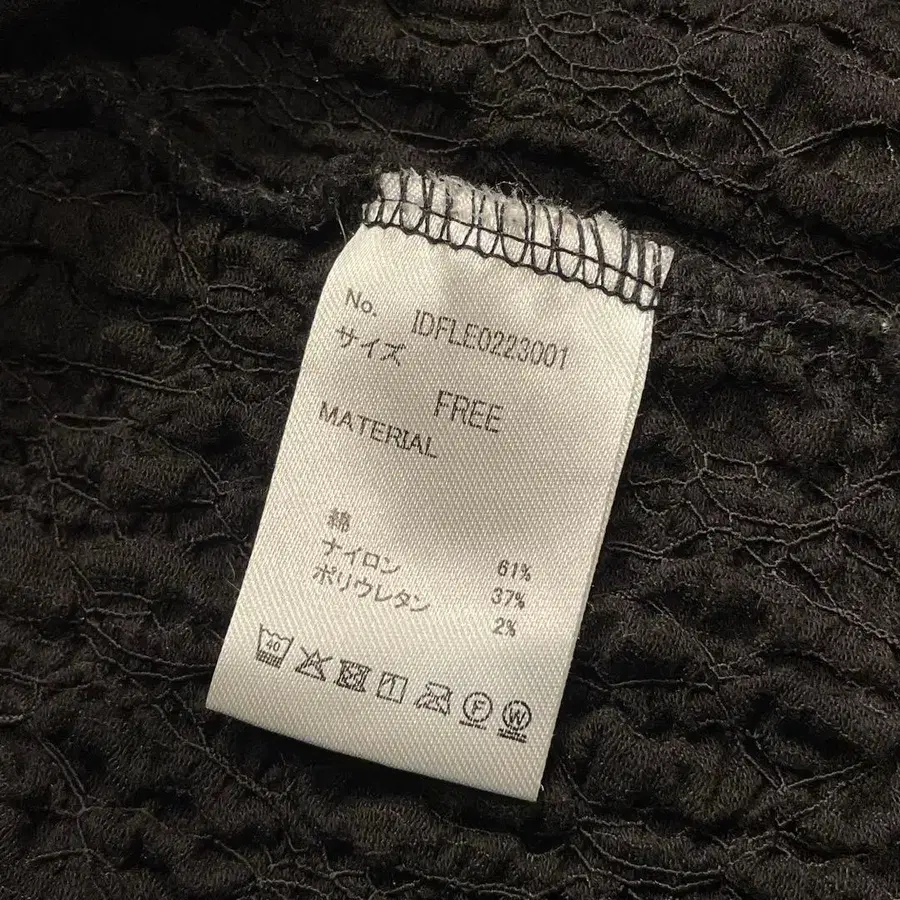 No. IDFLE0223001
サイズ
FREE
MATERIAL
綿 61%
ナイロン 37%
ポリウレタン 2%
40 F W